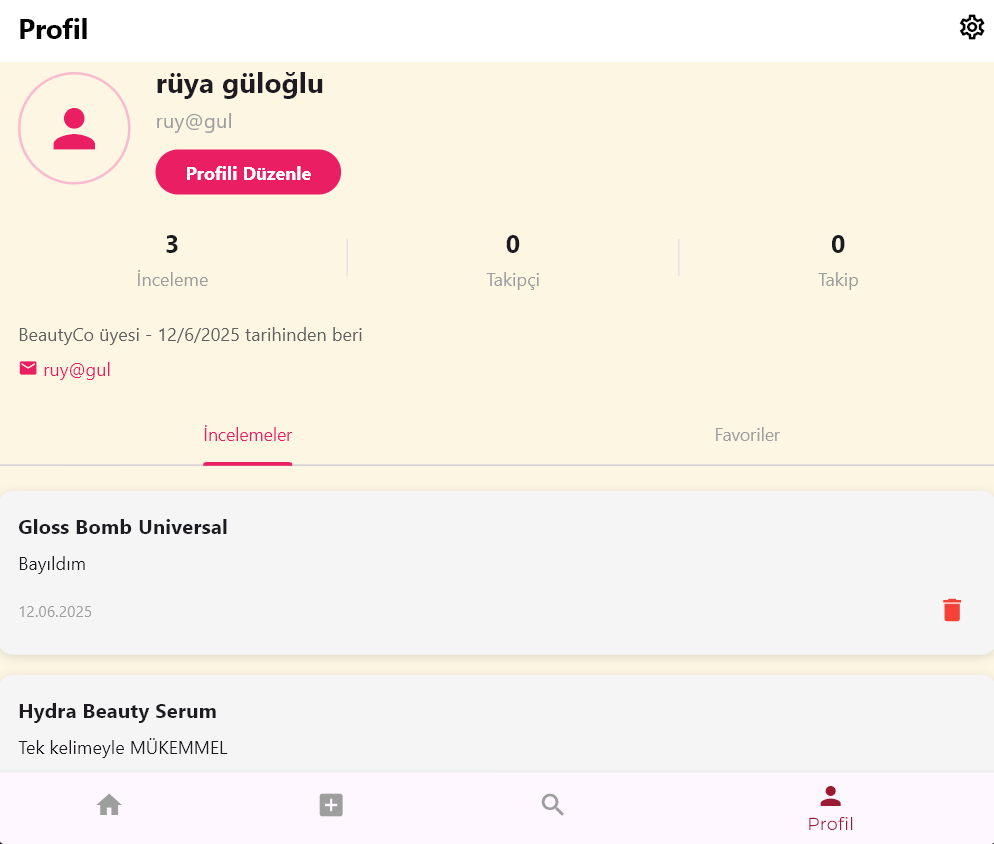 Profil
rüya güloğlu
ruy@gul
Profili Düzenle
3
İnceleme
0
Takipçi
0
Takip
BeautyCo üyesi - 12/6/2025 tarihinden beri
ruy@gul
İncelemeler
Favoriler
Gloss Bomb Universal
Bayıldım
12.06.2025
Hydra Beauty Serum
Tek kelimeyle MÜKEMMEL
Profil